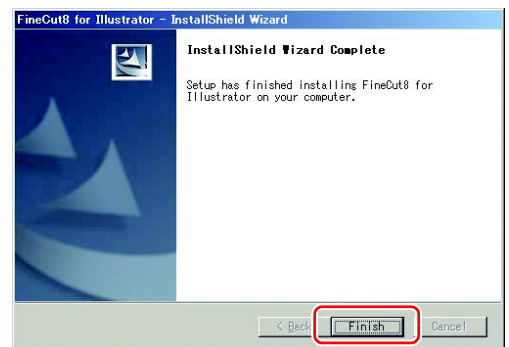 FineCut8 for Illustrator - InstallShield Wizard
InstallShield Wizard Complete
Setup has finished installing FineCut8 for
Illustrator on your computer.
< Back Finish Cancel